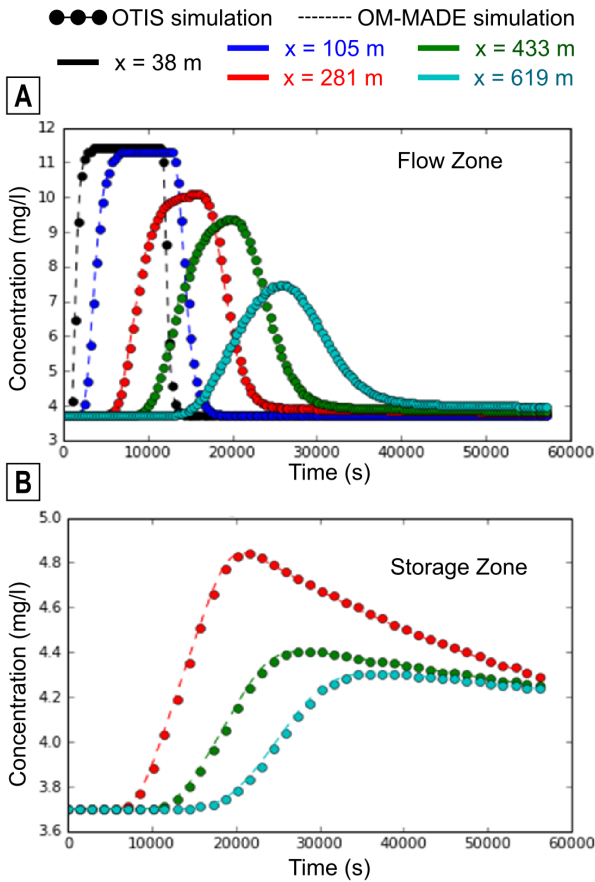 OTIS simulation OM-MADE simulation
x = 38 m x = 105 m x = 433 m
x = 281 m x = 619 m
A
Flow Zone
Concentration (mg/l)
12
11
10
9
8
7
6
5
4
3
0 10000 20000 30000 40000 50000 60000
Time (s)
B
Storage Zone
Concentration (mg/l)
5.0
4.8
4.6
4.4
4.2
4.0
3.8
3.6
0 10000 20000 30000 40000 50000 60000
Time (s)